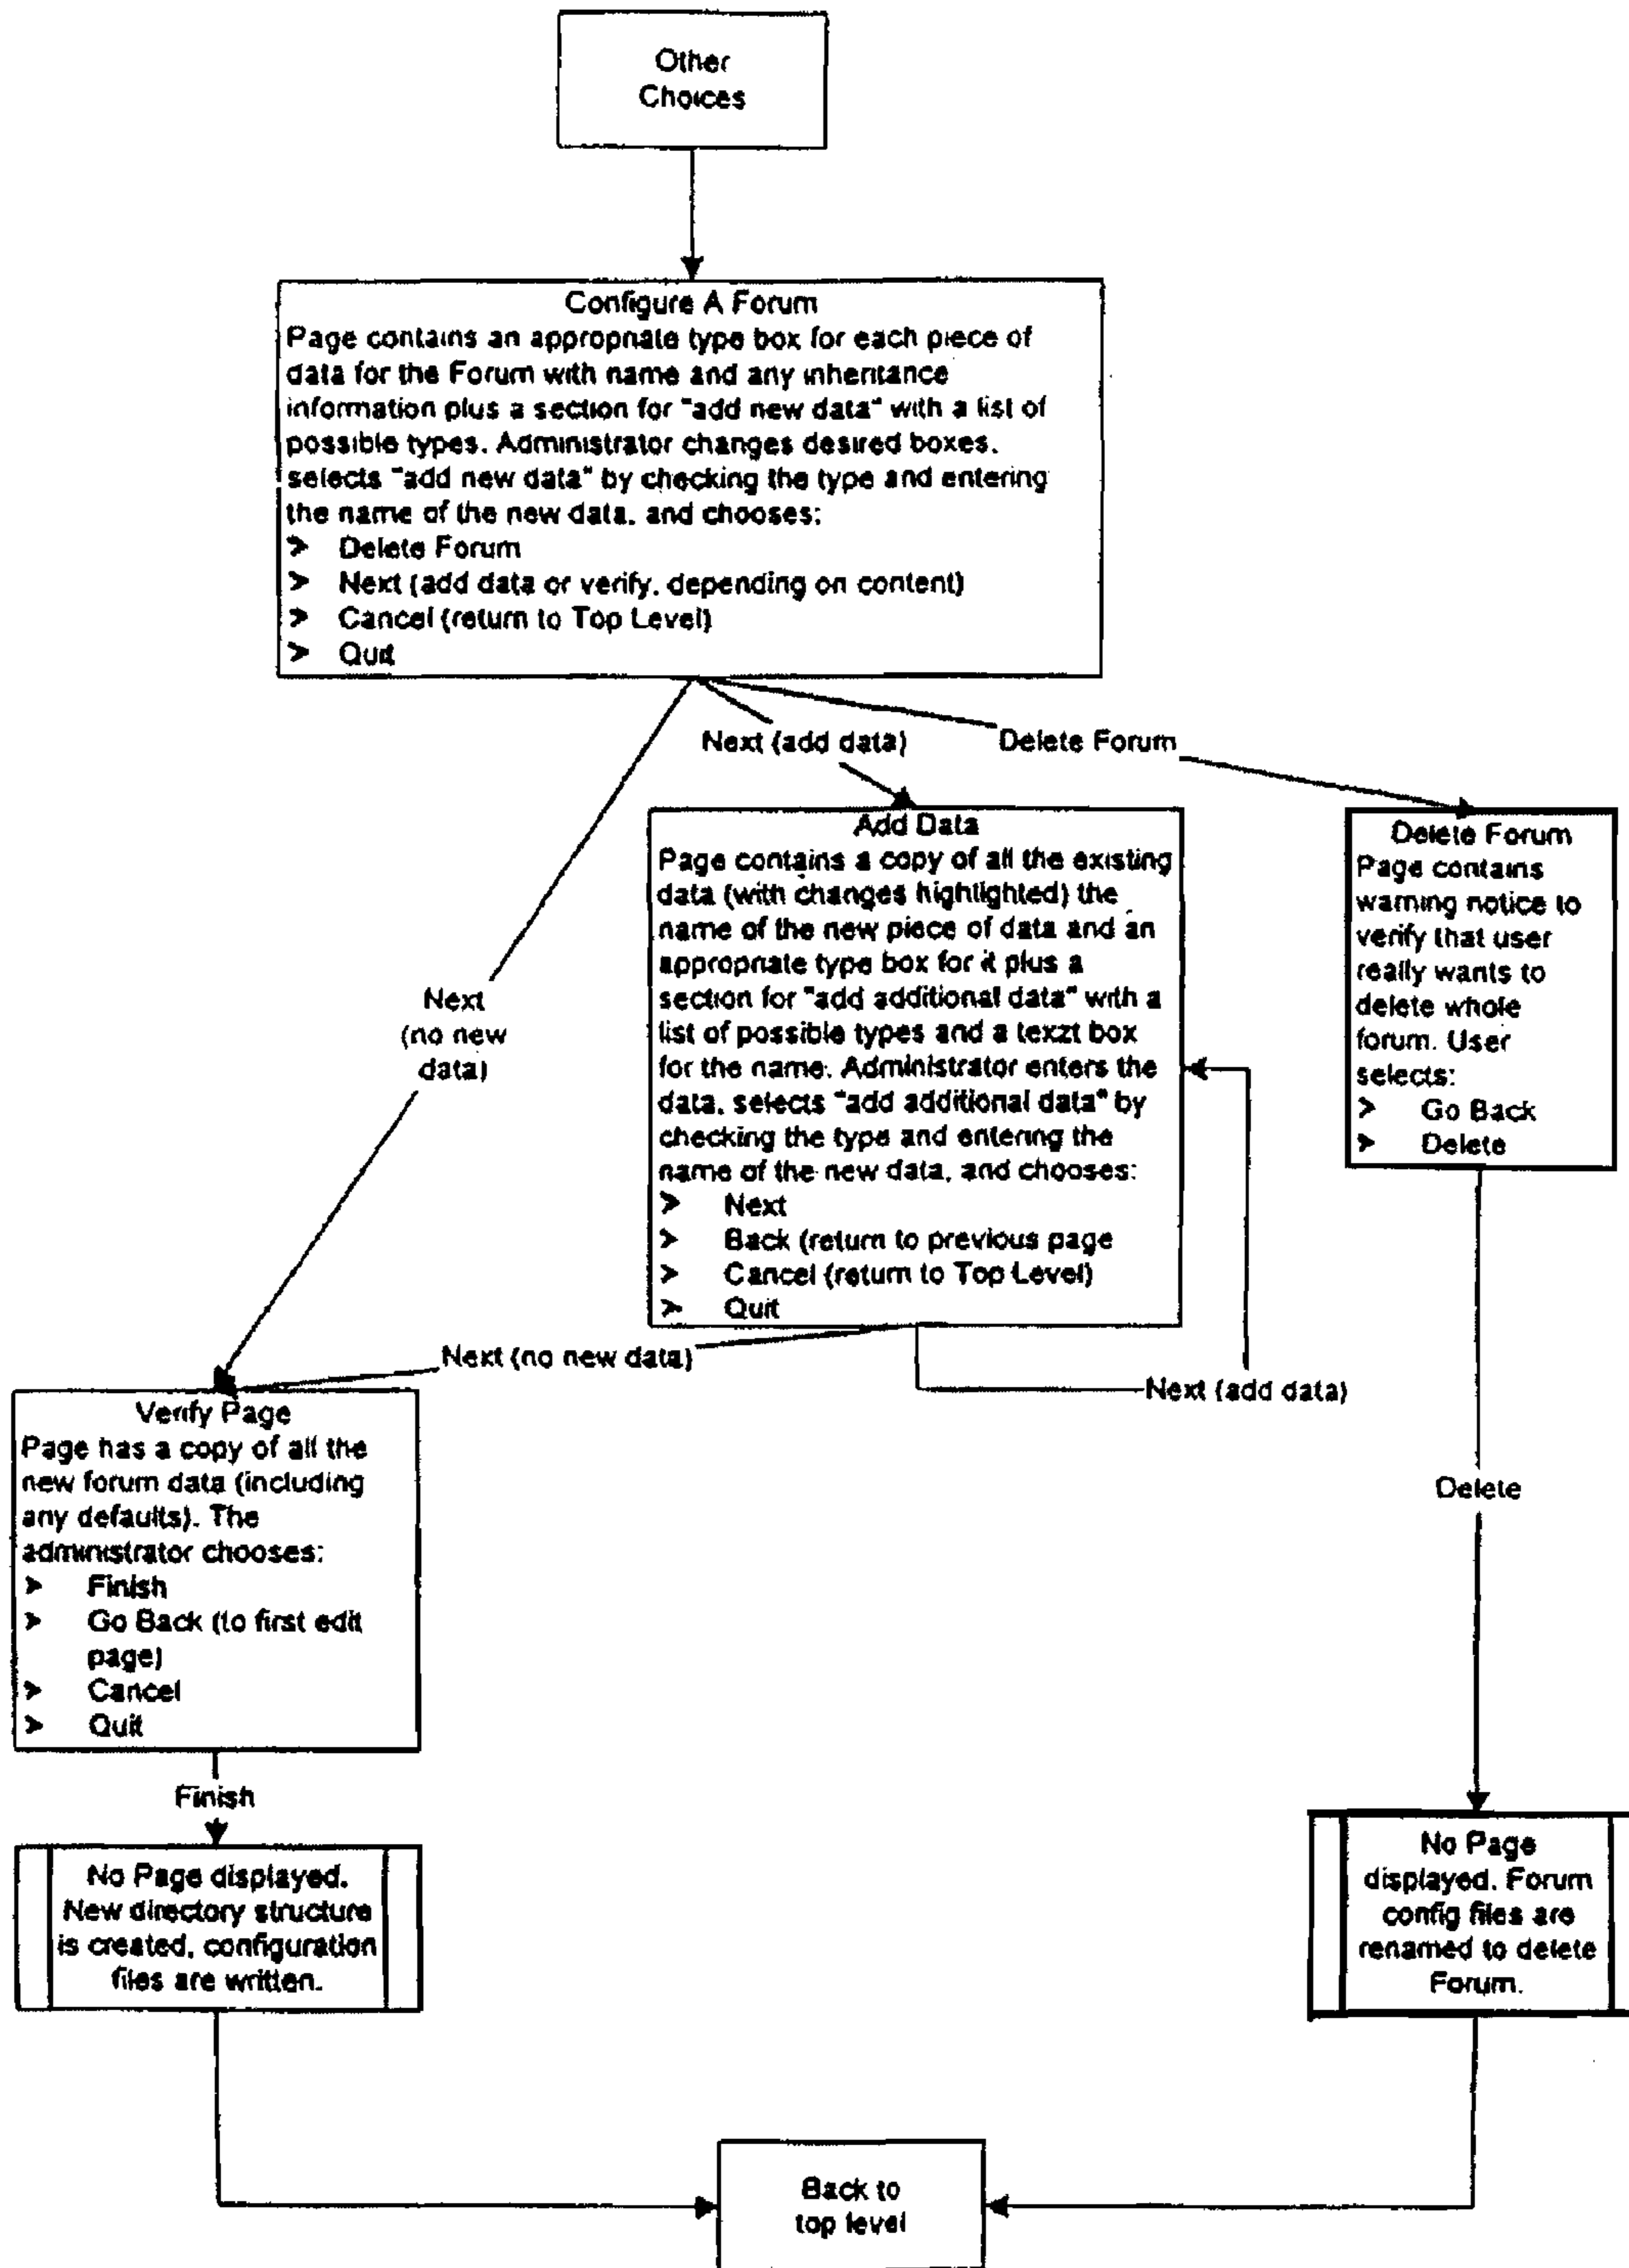 Other
Choices
Configure A Forum
Page contains an appropriate type box for each piece of
data for the Forum with name and any inheritance
information plus a section for "add new data" with a list of
possible types. Administrator changes desired boxes,
selects "add new data" by checking the type and entering
the name of the new data, and chooses:
> Delete Forum
> Next (add data or verify, depending on content)
> Cancel (return to Top Level)
> Quit
Next (add data)
Delete Forum
Next
(no new
data)
Add Data
Page contains a copy of all the existing
data (with changes highlighted) the
name of the new piece of data and an
appropriate type box for it plus a
section for "add additional data" with a
list of possible types and a texzt box
for the name. Administrator enters the
data, selects "add additional data" by
checking the type and entering the
name of the new data, and chooses:
> Next
> Back (return to previous page
> Cancel (return to Top Level)
> Quit
Delete Forum
Page contains
warning notice to
verify that user
really wants to
delete whole
forum. User
selects:
> Go Back
> Delete
Next (no new data)
Next (add data)
Verify Page
Page has a copy of all the
new forum data (including
any defaults). The
administrator chooses:
> Finish
> Go Back (to first edit
page)
> Cancel
> Quit
Delete
Finish
No Page displayed.
New directory structure
is created, configuration
files are written.
No Page
displayed. Forum
config files are
renamed to delete
Forum.
Back to
top level